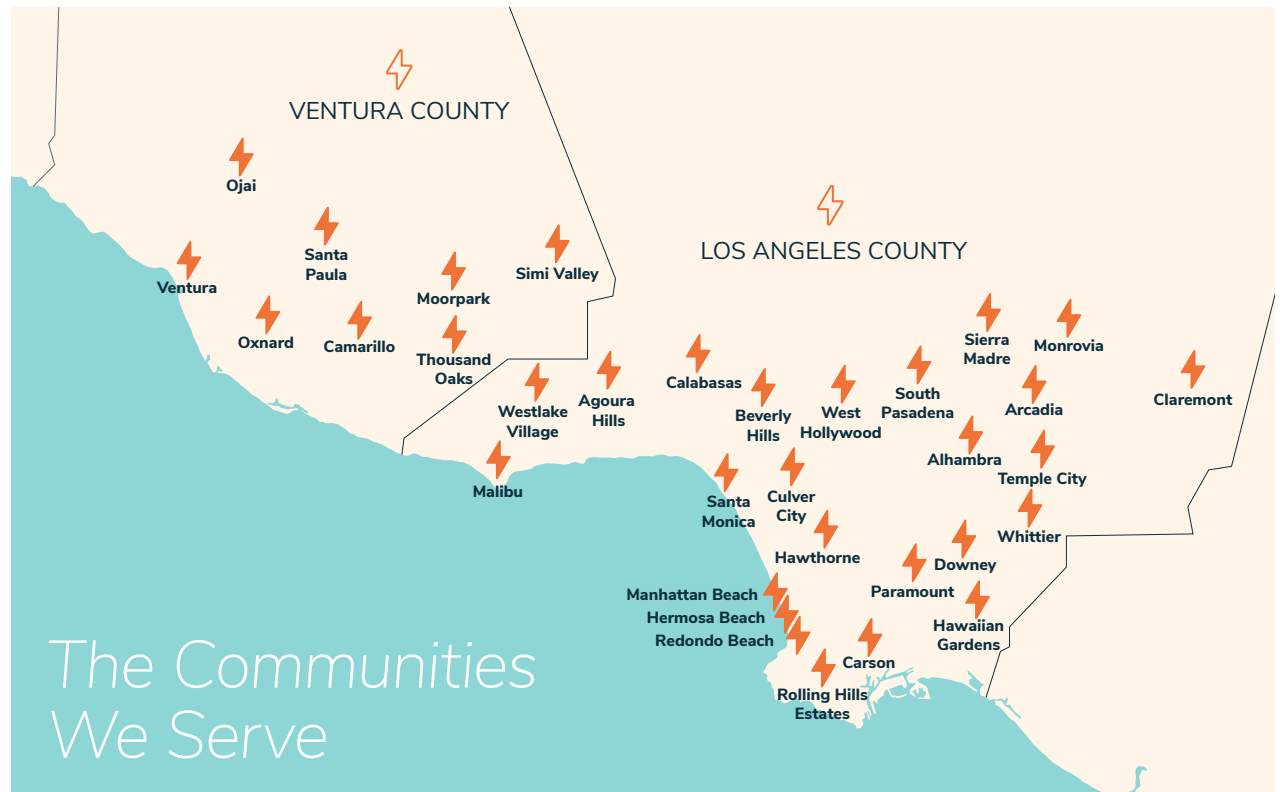 VENTURA COUNTY
Ojai
Santa
Paula
Ventura
Simi Valley
Moorpark
Oxnard
Camarillo
Thousand
Oaks
LOS ANGELES COUNTY
Sierra
Madre
Monrovia
Calabasas
Agoura
Hills
Westlake
Village
Beverly
Hills
West
Hollywood
South
Pasadena
Arcadia
Claremont
Alhambra
Temple City
Malibu
Santa
Monica
Culver
City
Whittier
Hawthorne
Downey
Paramount
Manhattan Beach
Hermosa Beach
Redondo Beach
Hawaiian
Gardens
Carson
Rolling Hills
Estates
The Communities
We Serve